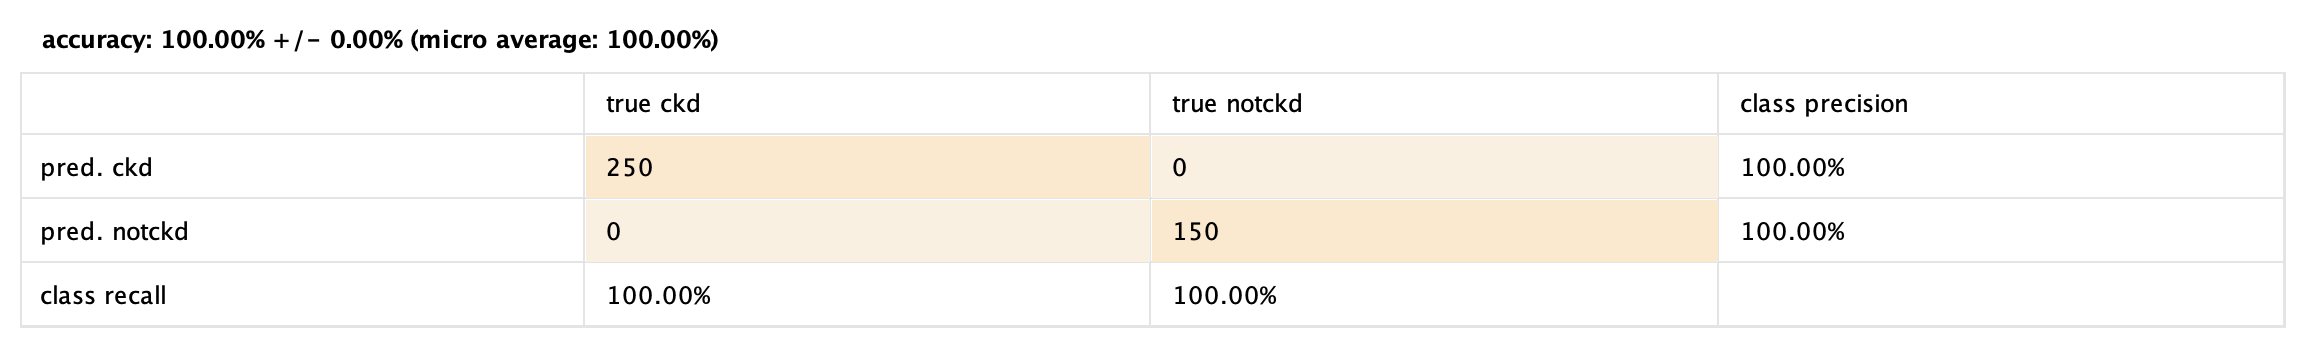 accuracy: 100.00% +/- 0.00% (micro average: 100.00%)
true ckd true notckd class precision
pred. ckd 250 0 100.00%
pred. notckd 0 150 100.00%
class recall 100.00% 100.00%